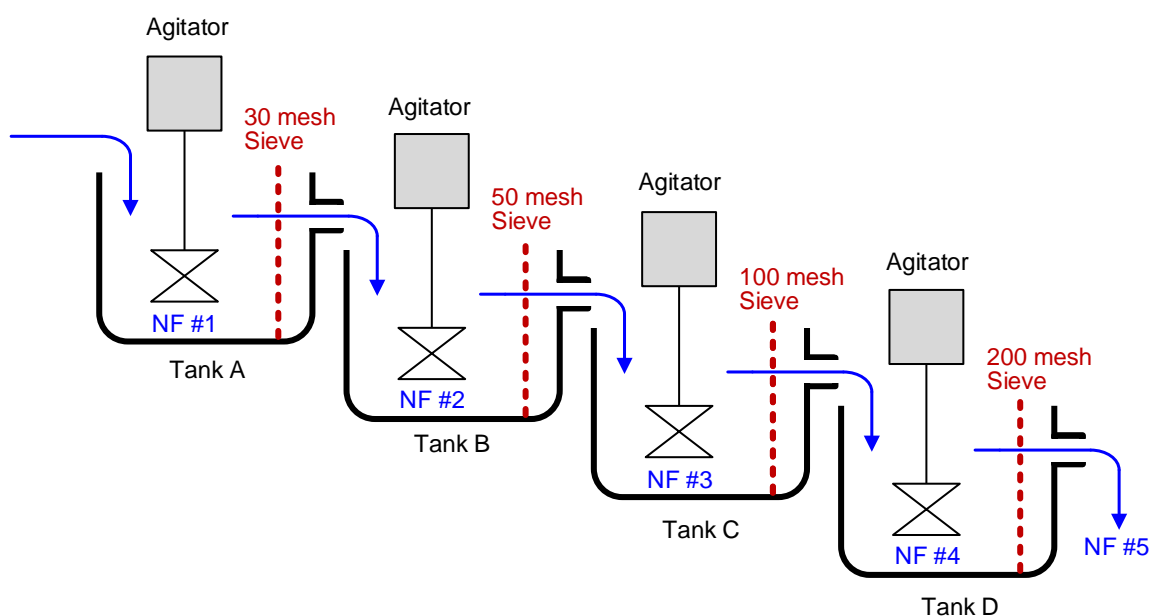 Agitator
30 mesh
Sieve
NF #1
Tank A
Agitator
50 mesh
Sieve
NF #2
Tank B
Agitator
100 mesh
Sieve
NF #3
Tank C
Agitator
200 mesh
Sieve
NF #4
Tank D
NF #5